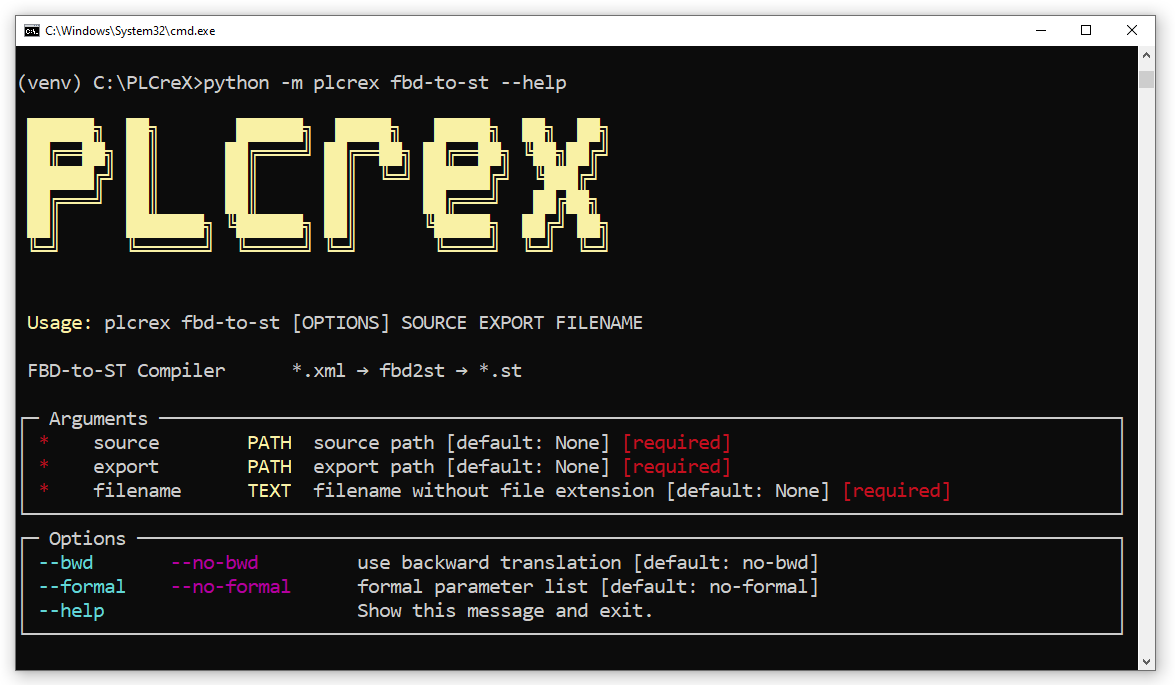 C:\Windows\System32\cmd.exe
(venv) C:\PLCreX>python -m plcrex fbd-to-st --help
PLCrex
Usage: plcrex fbd-to-st [OPTIONS] SOURCE EXPORT FILENAME
FBD-to-ST Compiler *.xml → fbd2st → *.st
Arguments
* source PATH source path [default: None] [required]
* export PATH export path [default: None] [required]
* filename TEXT filename without file extension [default: None] [required]
Options
--bwd --no-bwd use backward translation [default: no-bwd]
--formal --no-formal formal parameter list [default: no-formal]
--help Show this message and exit.